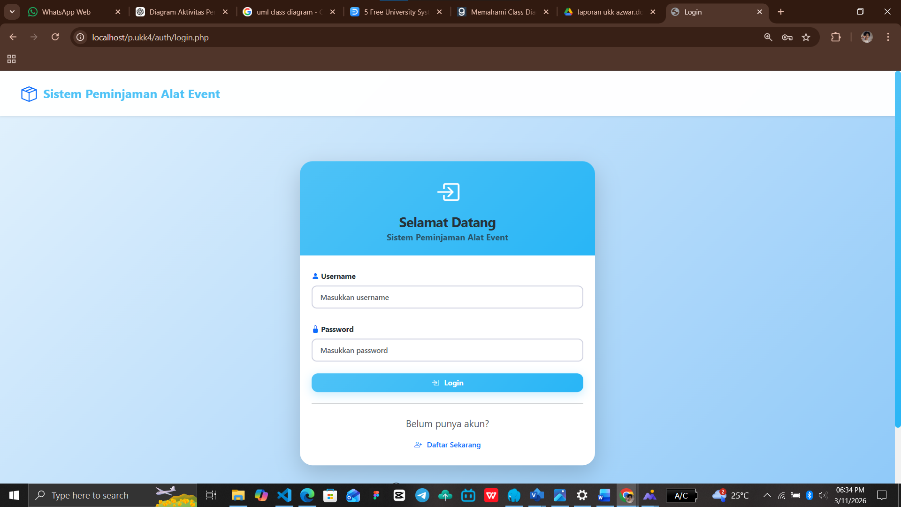 WhatsApp Web
Diagram Aktivitas Pe
uml class diagram -
5 Free University Sys
Memahami Class Dia
laporan ukk azwar.d
Login
localhost/p.ukk4/auth/login.php
Sistem Peminjaman Alat Event
Selamat Datang
Sistem Peminjaman Alat Event
Username
Masukkan username
Password
Masukkan password
Login
Belum punya akun?
Daftar Sekarang
Type here to search
A/C
2
25°C
06:34 PM
3/11/2026